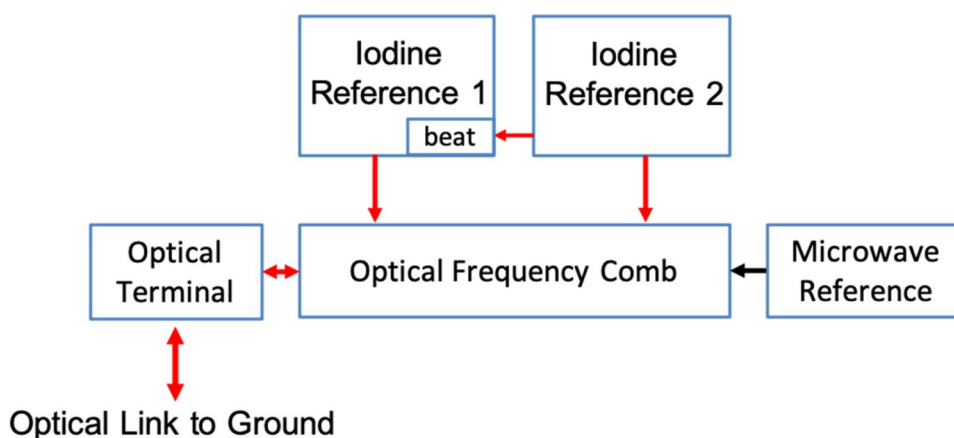 Iodine
Reference 1
beat
Iodine
Reference 2
Optical
Terminal
Optical Frequency Comb
Microwave
Reference
Optical Link to Ground